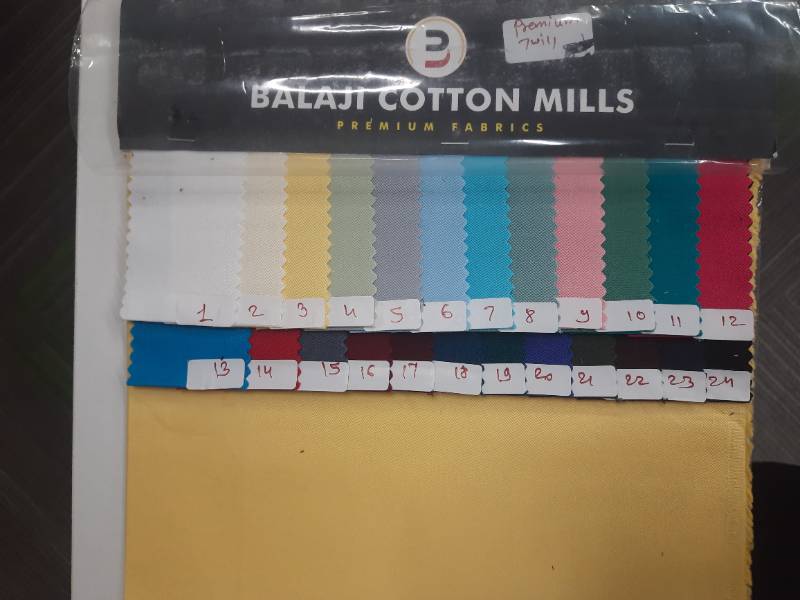 Premium
Twill
B
BALAJI COTTON MILLS
PREMIUM FABRICS
1 2 3 4 5 6 7 8 9 10 11 12
13 14 15 16 17 18 19 20 21 22 23 24